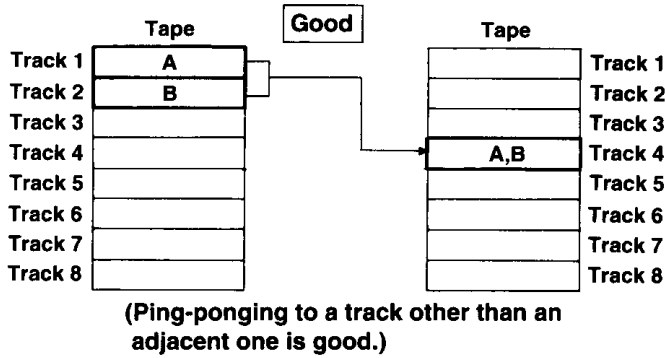 Good
Tape
Tape
Track 1 A
Track 2 B
Track 3
Track 4
Track 5
Track 6
Track 7
Track 8
Track 1
Track 2
Track 3
A,B Track 4
Track 5
Track 6
Track 7
Track 8
(Ping-ponging to a track other than an
adjacent one is good.)